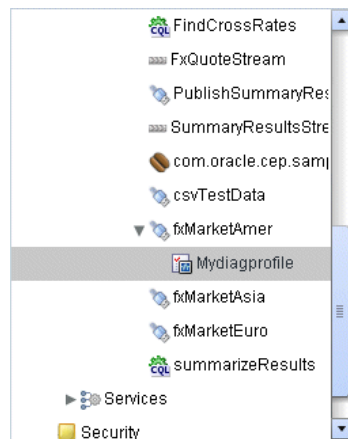 FindCrossRates
FxQuoteStream
PublishSummaryRes
SummaryResultsStre
com.oracle.cep.samp
csvTestData
fxMarketAmer
Mydiagprofile
fxMarketAsia
fxMarketEuro
summarizeResults
Services
Security